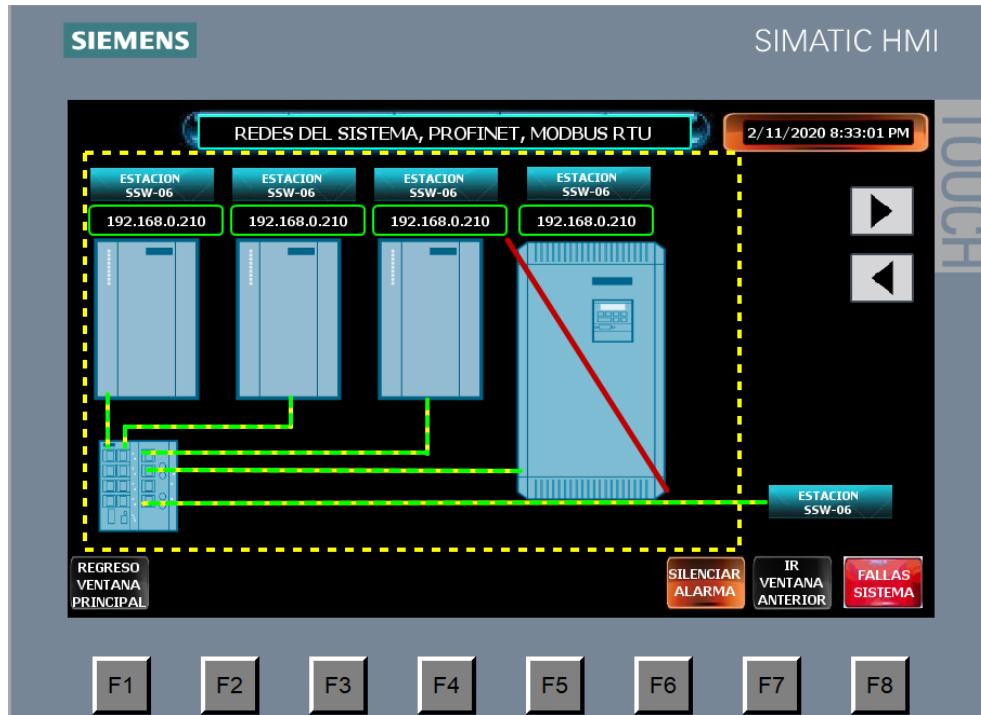 SIEMENS
SIMATIC HMI
TOUCH
REDES DEL SISTEMA, PROFINET, MODBUS RTU
2/11/2020 8:33:01 PM
ESTACION
SSW-06
ESTACION
SSW-06
ESTACION
SSW-06
ESTACION
SSW-06
192.168.0.210
192.168.0.210
192.168.0.210
192.168.0.210
ESTACION
SSW-06
REGRESO
VENTANA
PRINCIPAL
SILENCIAR
ALARMA
IR
VENTANA
ANTERIOR
FALLAS
SISTEMA
F1
F2
F3
F4
F5
F6
F7
F8